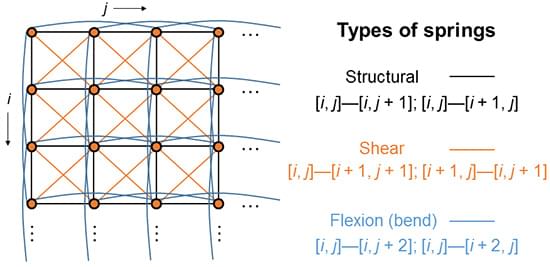 j
i
...
...
...
...
Types of springs
Structural
[i, j]—[i, j + 1]; [i, j]—[i + 1, j]
Shear
[i, j]—[i + 1, j + 1]; [i + 1, j]—[i, j + 1]
Flexion (bend)
[i, j]—[i, j + 2]; [i, j]—[i + 2, j]